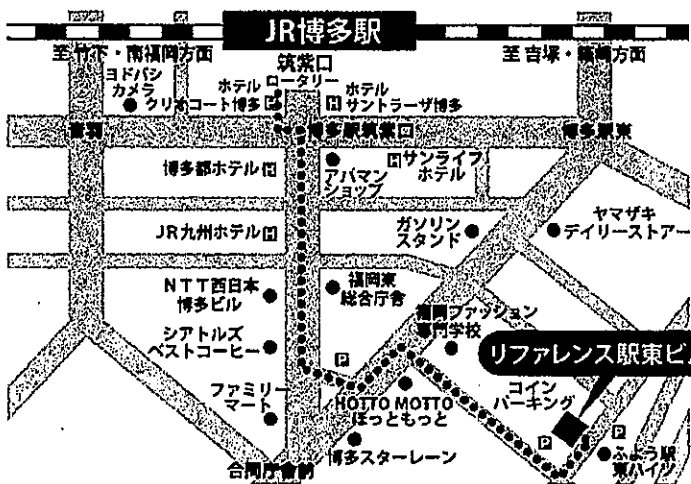 JR博多駅
至 竹下・南福岡方面
筑紫口
至 吉塚・箱崎方面
ヨドバシ
カメラ
ホテル
クリオコート博多 H
ロータリー
ホテル
H サントラーザ博多
音羽
博多駅筑紫口
博多駅東
博多都ホテル H
アパマン
ショップ
H サンライフ
ホテル
JR九州ホテル H
ガソリン
スタンド
ヤマザキ
デイリーストアー
NTT西日本
博多ビル
福岡東
総合庁舎
シアトルズ
ベストコーヒー
福岡ファッション
専門学校
P
リファレンス駅東ビ
ファミリー
マート
HOTTO MOTTO
ほっともっと
コイン
パーキング
P
P
合同庁舎前
博多スターレーン
ふよう駅
東ハイツ